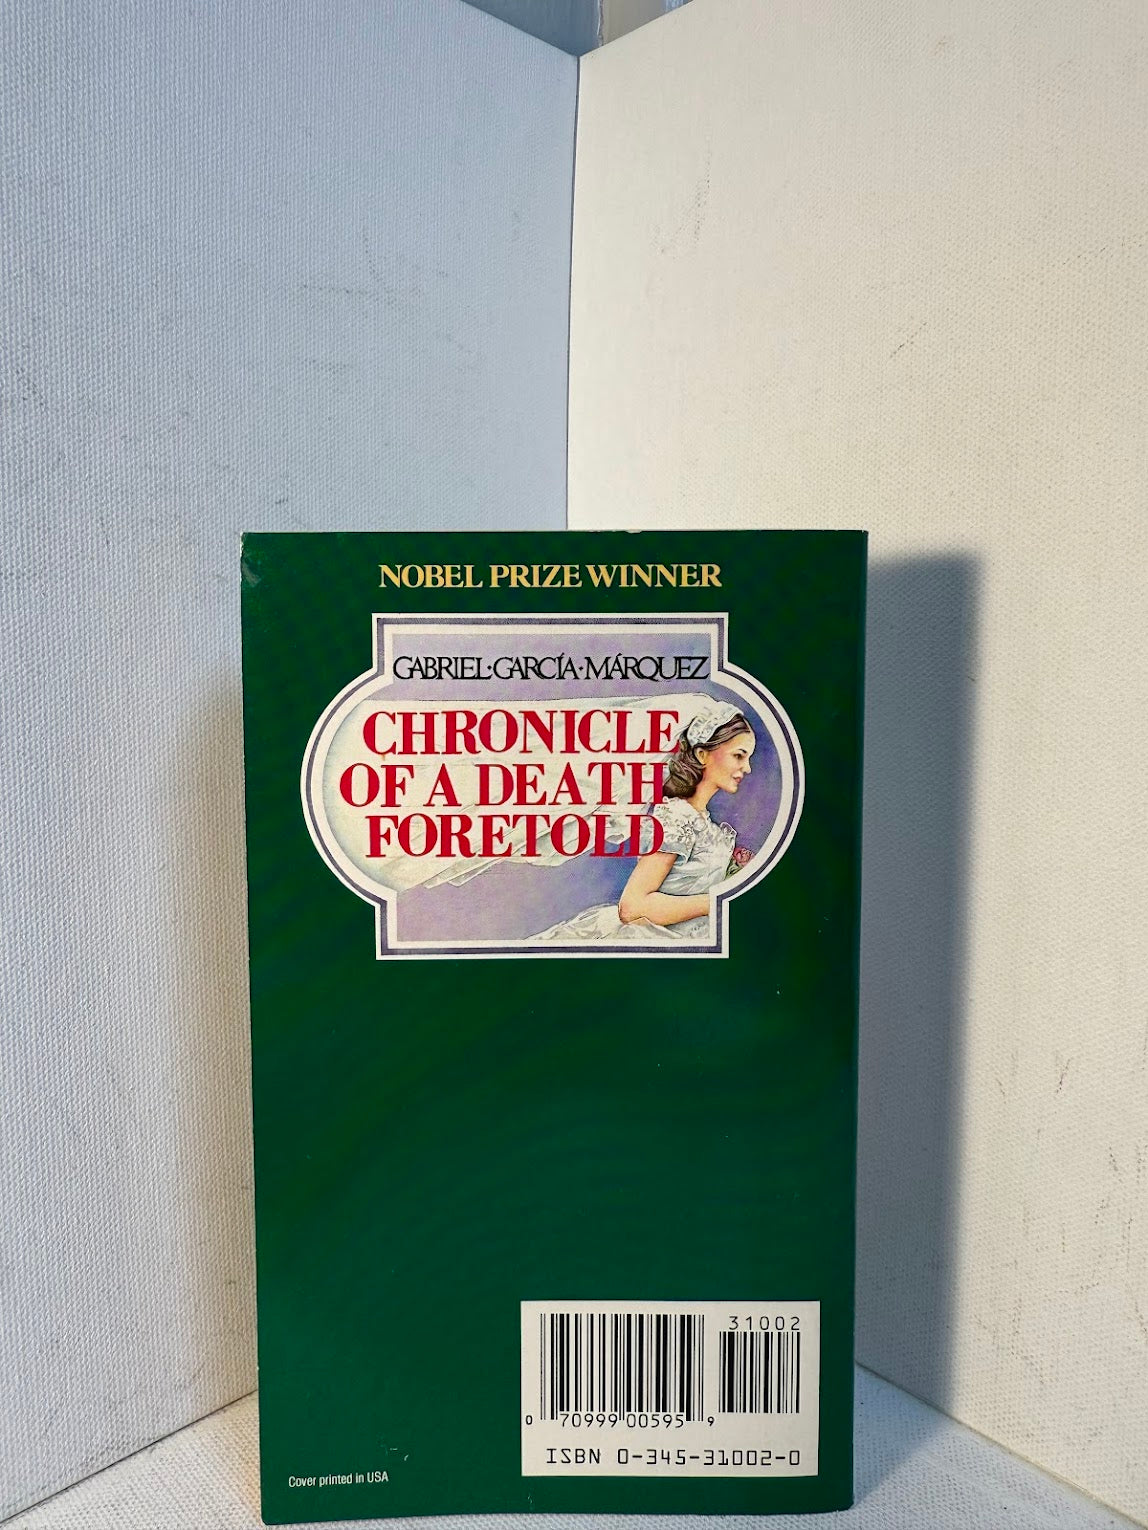 NOBEL PRIZE WINNER
GABRIEL·GARCÍA·MÁRQUEZ
CHRONICLE
OF A DEATH
FORETOLD
31002
0 70999 00595 9
ISBN 0-345-31002-0
Cover printed in USA